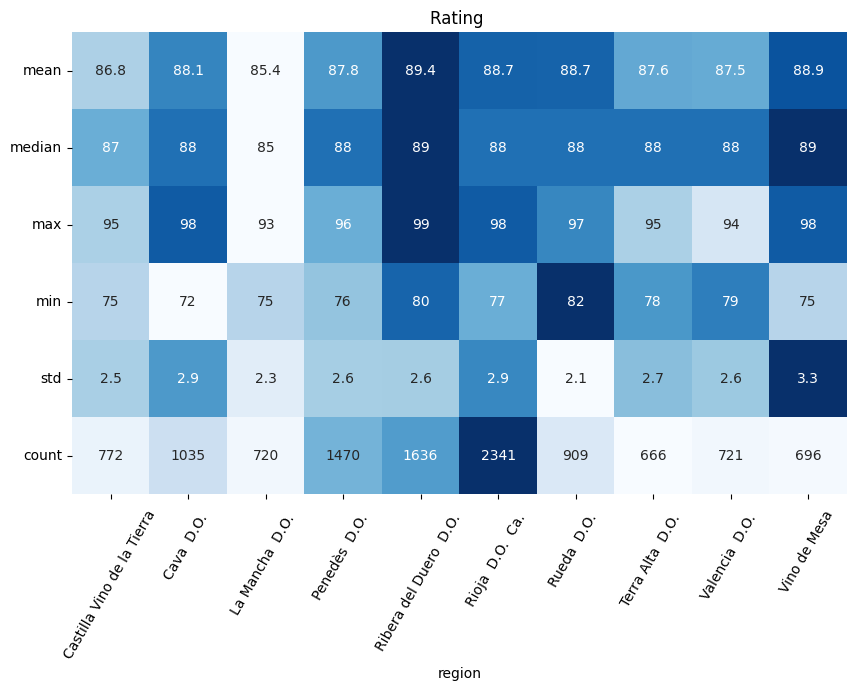 Rating
mean 86.8 88.1 85.4 87.8 89.4 88.7 88.7 87.6 87.5 88.9
median 87 88 85 88 89 88 88 88 88 89
max 95 98 93 96 99 98 97 95 94 98
min 75 72 75 76 80 77 82 78 79 75
std 2.5 2.9 2.3 2.6 2.6 2.9 2.1 2.7 2.6 3.3
count 772 1035 720 1470 1636 2341 909 666 721 696
Castilla Vino de la Tierra
Cava  D.O.
La Mancha  D.O.
Penedès  D.O.
Ribera del Duero  D.O.
Rioja  D.O.  Ca.
Rueda  D.O.
Terra Alta  D.O.
Valencia  D.O.
Vino de Mesa
region